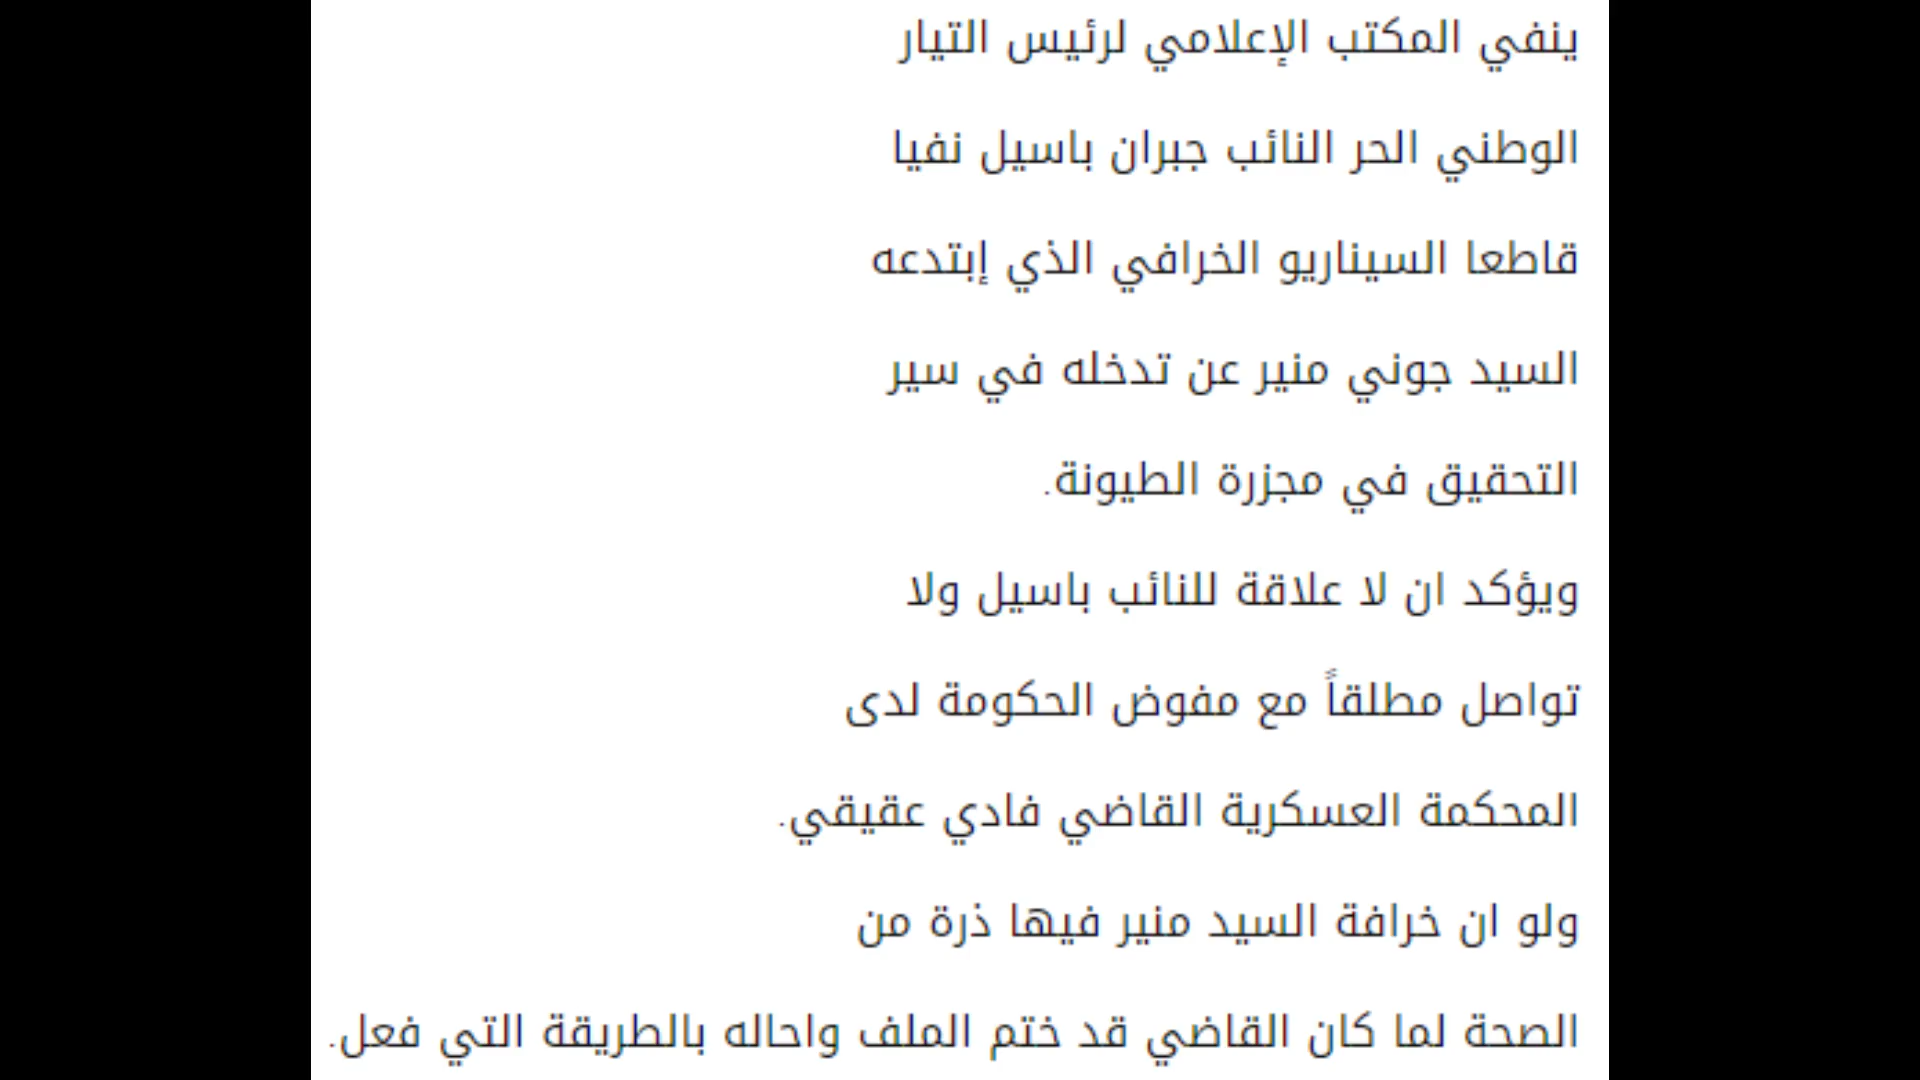 ينفي المكتب الإعلامي لرئيس التيار
الوطني الحر النائب جبران باسيل نفيا
قاطعا السيناريو الخرافي الذي إبتدعه
السيد جوني منير عن تدخله في سير
التحقيق في مجزرة الطيونة.
ويؤكد ان لا علاقة للنائب باسيل ولا
تواصل مطلقاً مع مفوض الحكومة لدى
المحكمة العسكرية القاضي فادي عقيقي.
ولو ان خرافة السيد منير فيها ذرة من
الصحة لما كان القاضي قد ختم الملف واحاله بالطريقة التي فعل.